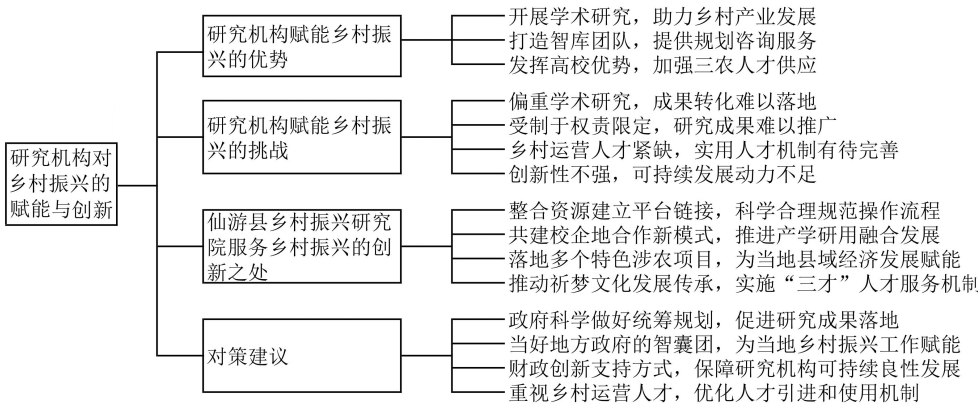 研究机构对
乡村振兴的
赋能与创新
研究机构赋能乡村振
兴的优势
开展学术研究，助力乡村产业发展
打造智库团队，提供规划咨询服务
发挥高校优势，加强三农人才供应
研究机构赋能乡村振
兴的挑战
偏重学术研究，成果转化难以落地
受制于权责限定，研究成果难以推广
乡村运营人才紧缺，实用人才机制有待完善
创新性不强，可持续发展动力不足
仙游县乡村振兴研究
院服务乡村振兴的创
新之处
整合资源建立平台链接，科学合理规范操作流程
共建校企地合作新模式，推进产学研用融合发展
落地多个特色涉农项目，为当地县域经济发展赋能
推动祈梦文化发展传承，实施“三才”人才服务机制
对策建议
政府科学做好统筹规划，促进研究成果落地
当好地方政府的智囊团，为当地乡村振兴工作赋能
财政创新支持方式，保障研究机构可持续良性发展
重视乡村运营人才，优化人才引进和使用机制